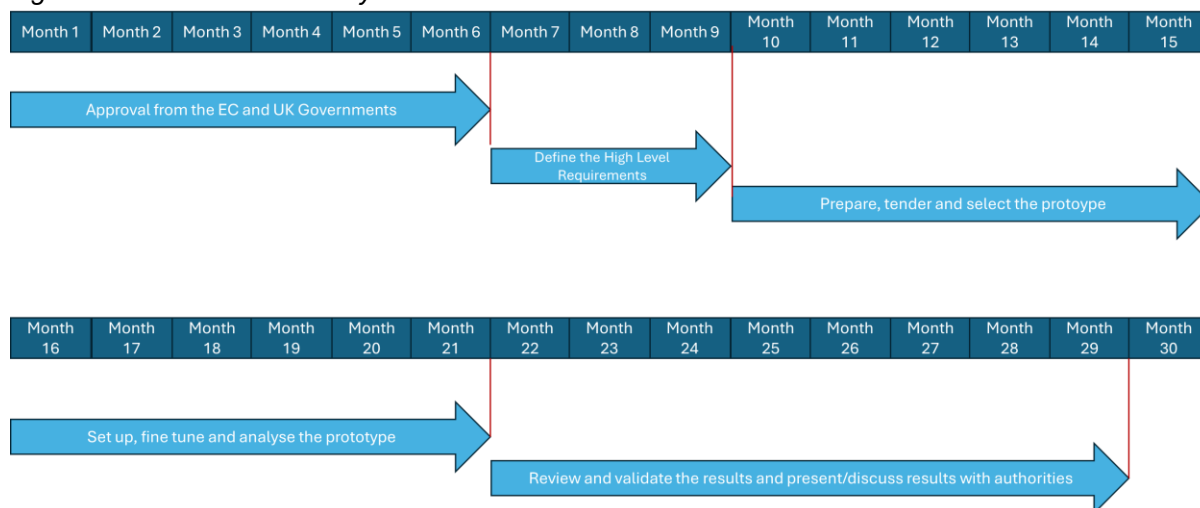 Month 1 Month 2 Month 3 Month 4 Month 5 Month 6 Month 7 Month 8 Month 9 Month 10 Month 11 Month 12 Month 13 Month 14 Month 15
Approval from the EC and UK Governments
Define the High Level
Requirements
Prepare, tender and select the protoype
Month 16 Month 17 Month 18 Month 19 Month 20 Month 21 Month 22 Month 23 Month 24 Month 25 Month 26 Month 27 Month 28 Month 29 Month 30
Set up, fine tune and analyse the prototype
Review and validate the results and present/discuss results with authorities